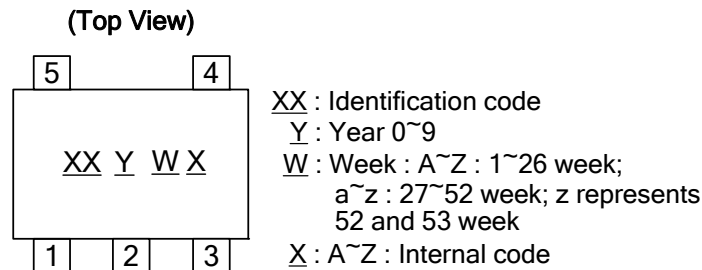 (Top View)
5 4
XX Y W X
1 2 3
XX : Identification code
Y : Year 0~9
W : Week : A~Z : 1~26 week;
a~z : 27~52 week; z represents
52 and 53 week
X : A~Z : Internal code